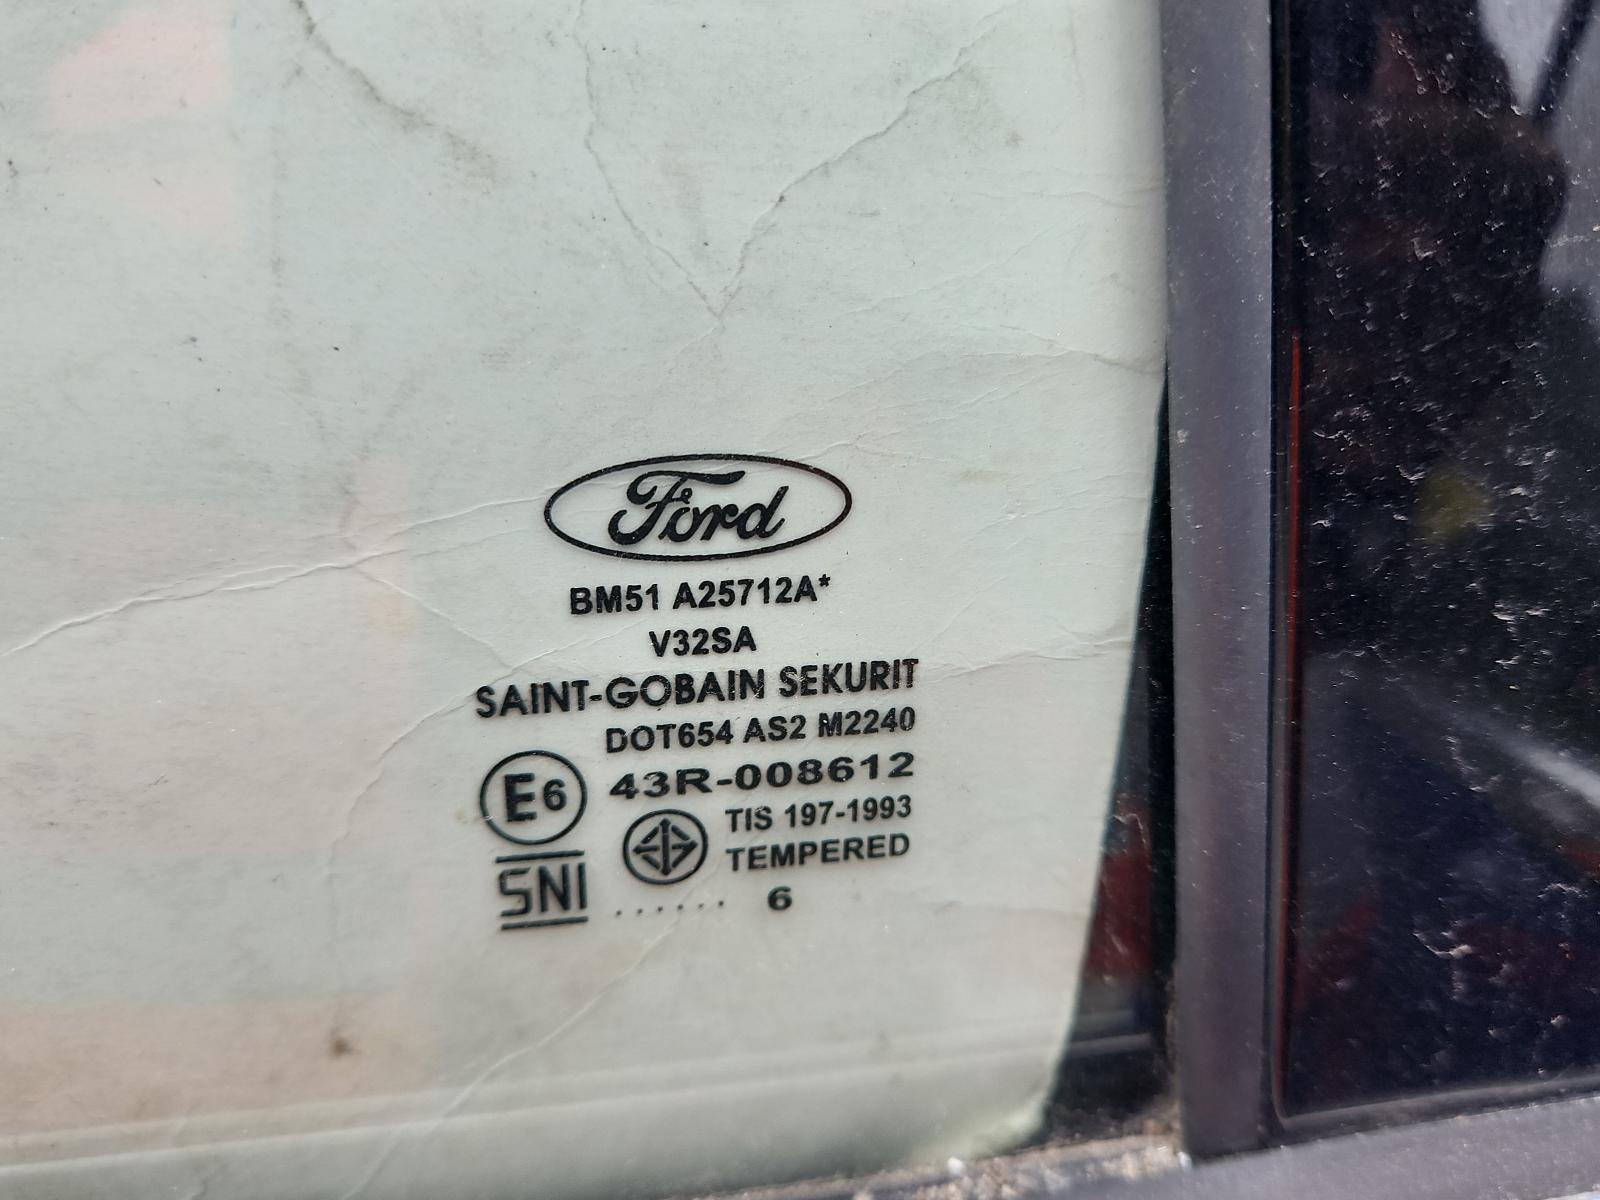 Ford
BM51 A25712A*
V32SA
SAINT-GOBAIN SEKURIT
DOT654 AS2 M2240
E6 43R-008612
TIS 197-1993
TEMPERED
SNI ...... 6